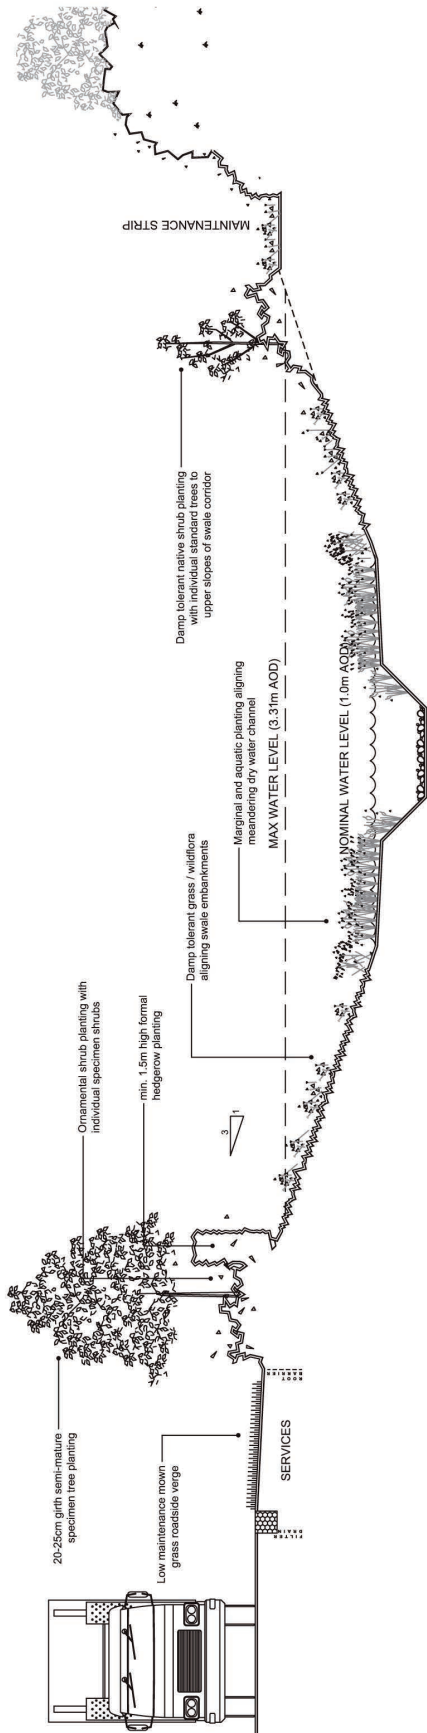 20-25cm girth semi-mature
specimen tree planting
Ornamental shrub planting with
individual specimen shrubs
min. 1.5m high formal
hedgerow planting
Low maintenance mown
grass roadside verge
FILTER
DRAIN
SERVICES
ROOT
BARRIER
3
1
Damp tolerant grass / wildflora
aligning swale embankments
Marginal and aquatic planting aligning
meandering dry water channel
MAX WATER LEVEL (3.31m AOD)
NOMINAL WATER LEVEL (1.0m AOD)
Damp tolerant native shrub planting
with individual standard trees to
upper slopes of swale corridor
MAINTENANCE STRIP